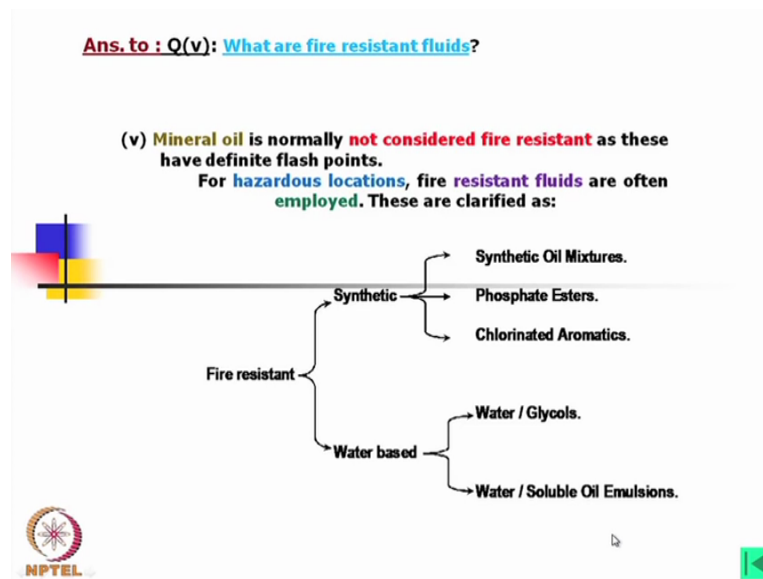 Ans. to : Q(v): What are fire resistant fluids?
(v) Mineral oil is normally not considered fire resistant as these
have definite flash points.
For hazardous locations, fire resistant fluids are often
employed. These are clarified as:
Synthetic Oil Mixtures.
Synthetic
Phosphate Esters.
Chlorinated Aromatics.
Fire resistant
Water / Glycols.
Water based
Water / Soluble Oil Emulsions.
NPTEL